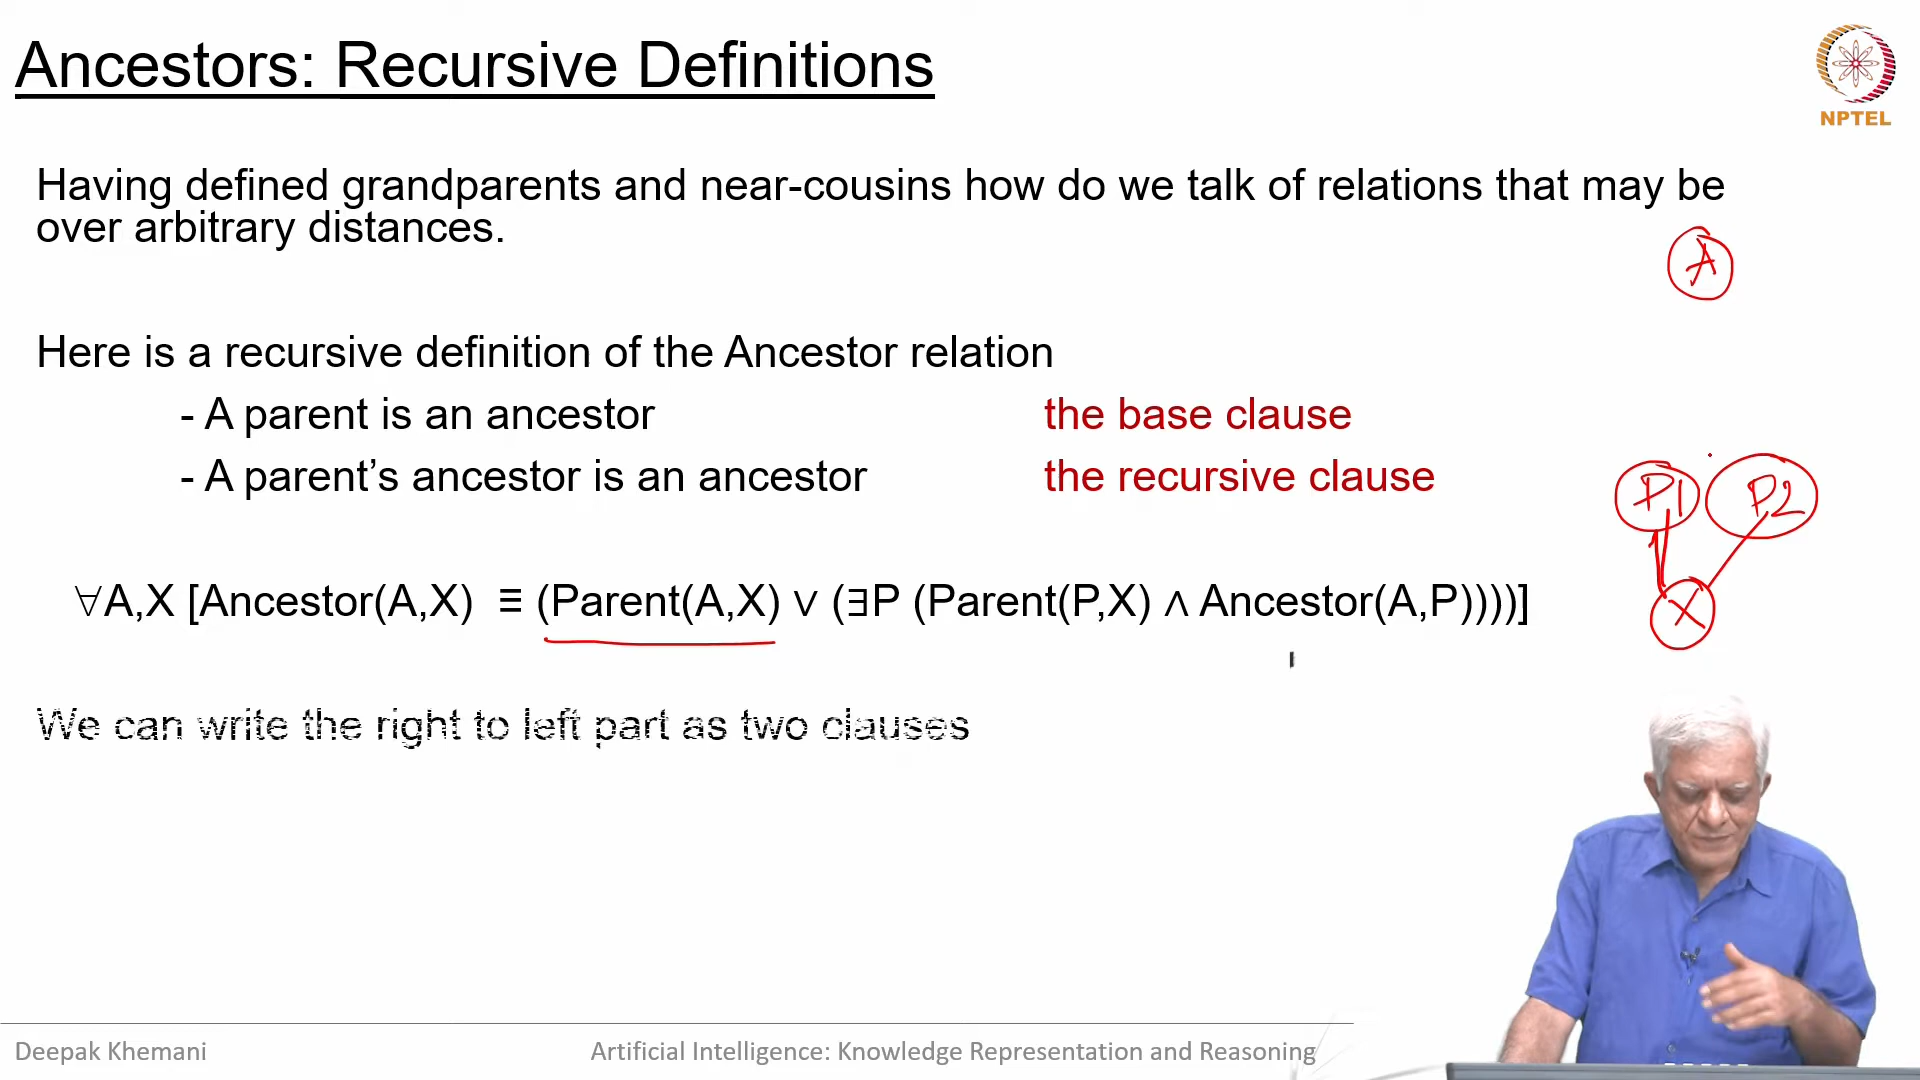 Ancestors: Recursive Definitions
NPTEL
Having defined grandparents and near-cousins how do we talk of relations that may be
over arbitrary distances.
A
Here is a recursive definition of the Ancestor relation
- A parent is an ancestor the base clause
- A parent’s ancestor is an ancestor the recursive clause
P1 P2
∀A,X [Ancestor(A,X) ≡ (Parent(A,X) ∨ (∃P (Parent(P,X) ∧ Ancestor(A,P))))]
X
We can write the right to left part as two clauses
Deepak Khemani Artificial Intelligence: Knowledge Representation and Reasoning